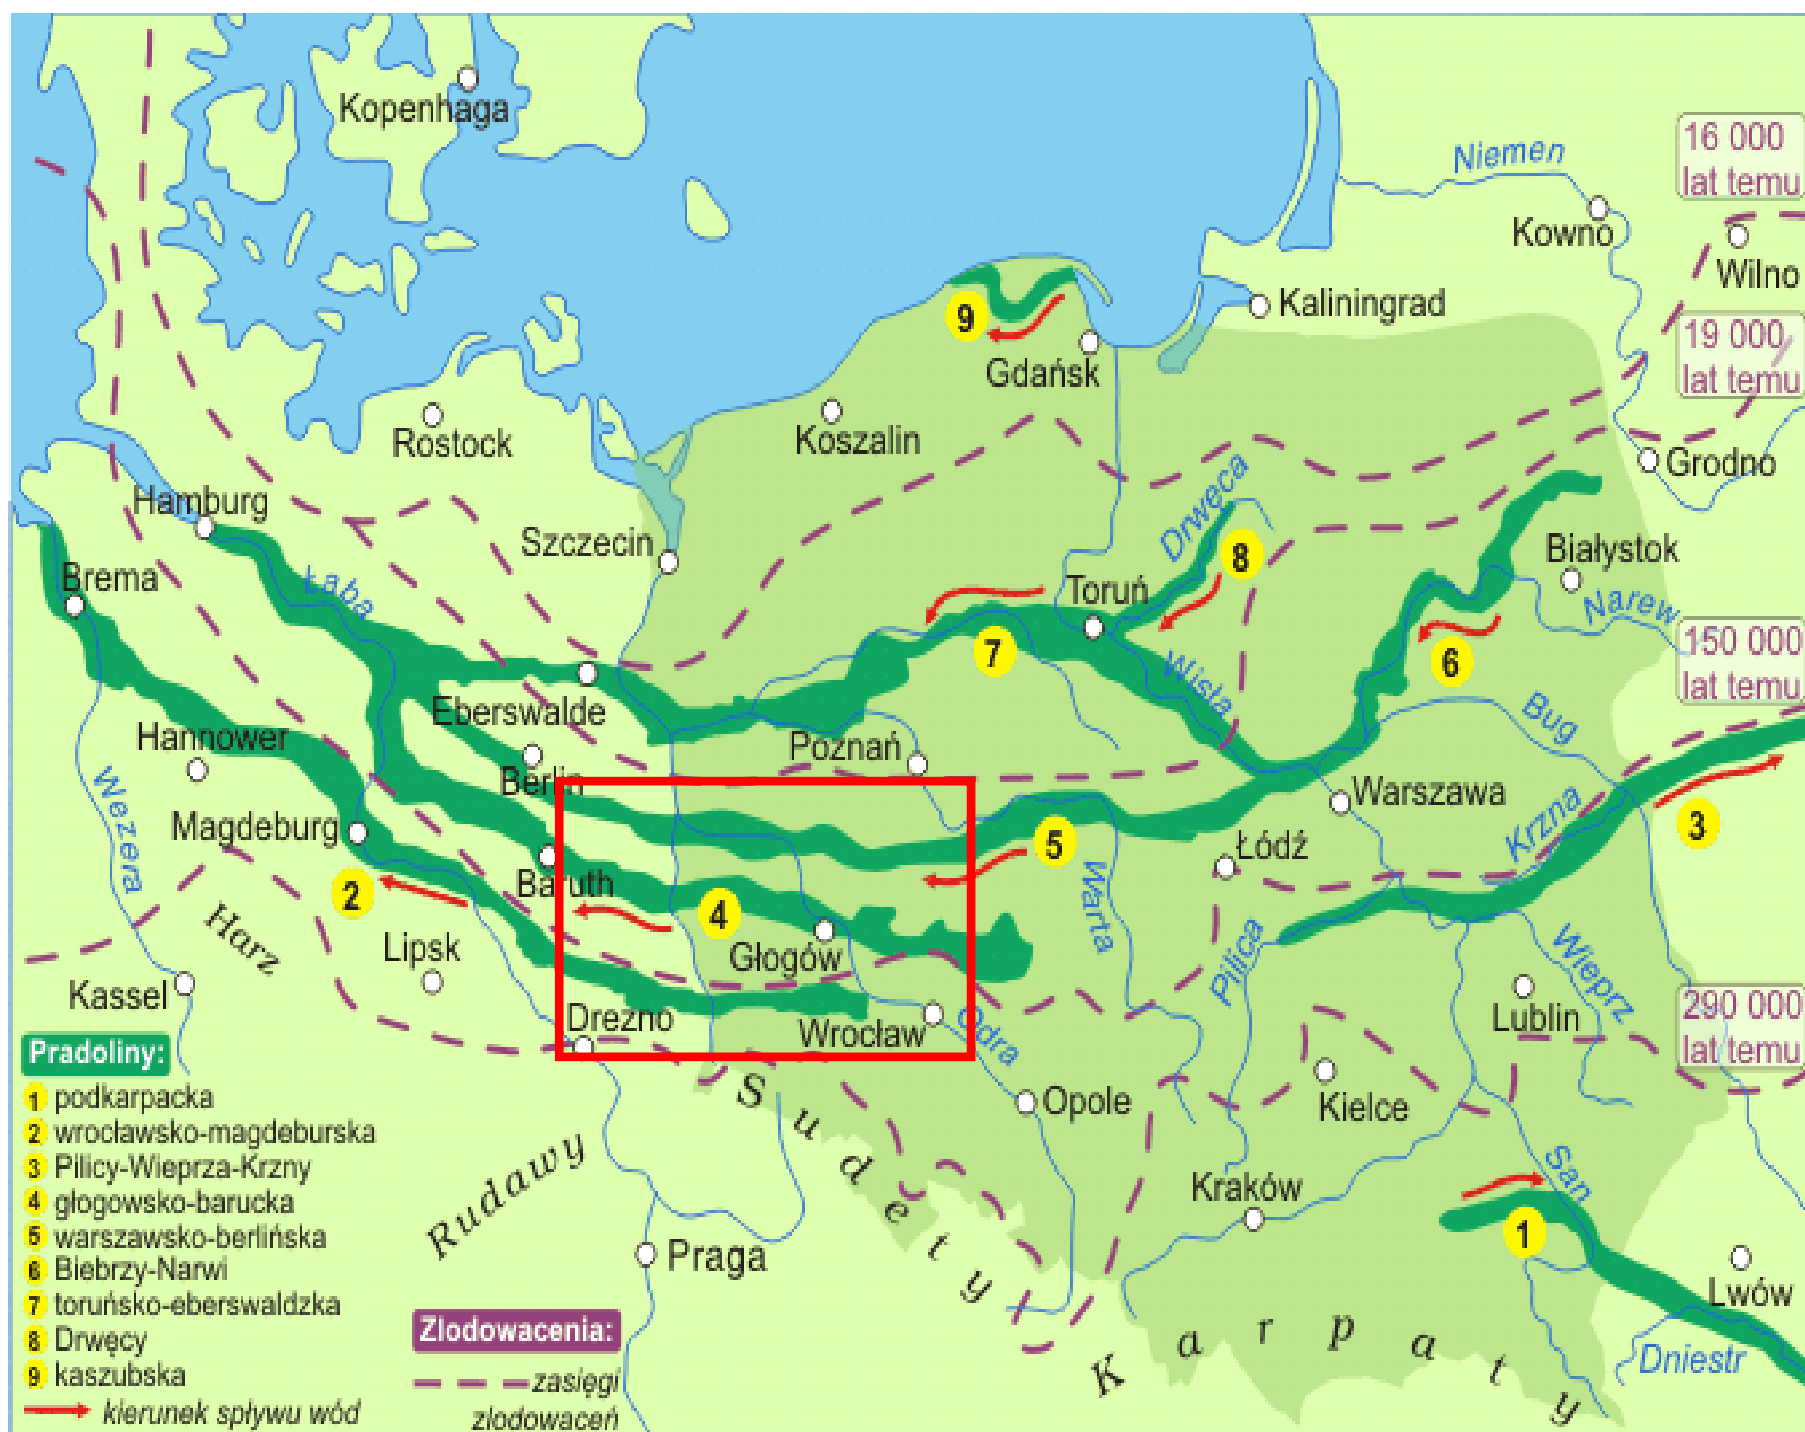 Kopenhaga
16 000
lat temu
Niemen
Kowno
Wilno
Kaliningrad
9
19 000
lat temu
Gdańsk
Rostock
Koszalin
Grodno
Hamburg
Drwęca
Szczecin
8
Białystok
Brema
Łaba
Toruń
Narew
150 000
lat temu
7
6
Wisła
Eberswalde
Bug
Hannower
Poznań
Berlin
Wezera
Warszawa
Magdeburg
5
Łódź
Krzna
3
Baruth
2
4
Warta
Harz
Lipsk
Głogów
Pilica
Wieprz
Kassel
Drezno
Wrocław
Odra
Lublin
290 000
lat temu
Sudety
Opole
Kielce
Rudawy
Kraków
San
1
Praga
Lwów
Karpaty
Dniestr
Pradoliny:
1 podkarpacka
2 wrocławsko-magdeburska
3 Pilicy-Wieprza-Krzny
4 głogowsko-barucka
5 warszawsko-berlińska
6 Biebrzy-Narwi
7 toruńsko-eberswaldzka
8 Drwęcy
9 kaszubska
kierunek spływu wód
Zlodowacenia:
zasięgi
zlodowaceń